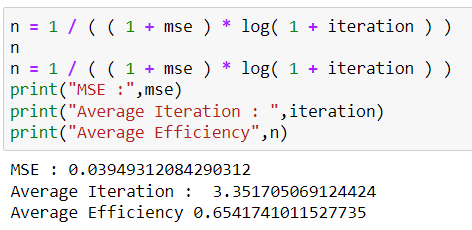 n = 1 / ( ( 1 + mse ) * log( 1 + iteration ) )
n
n = 1 / ( ( 1 + mse ) * log( 1 + iteration ) )
print("MSE :",mse)
print("Average Iteration : ",iteration)
print("Average Efficiency",n)
MSE : 0.03949312084290312
Average Iteration :  3.351705069124424
Average Efficiency 0.6541741011527735